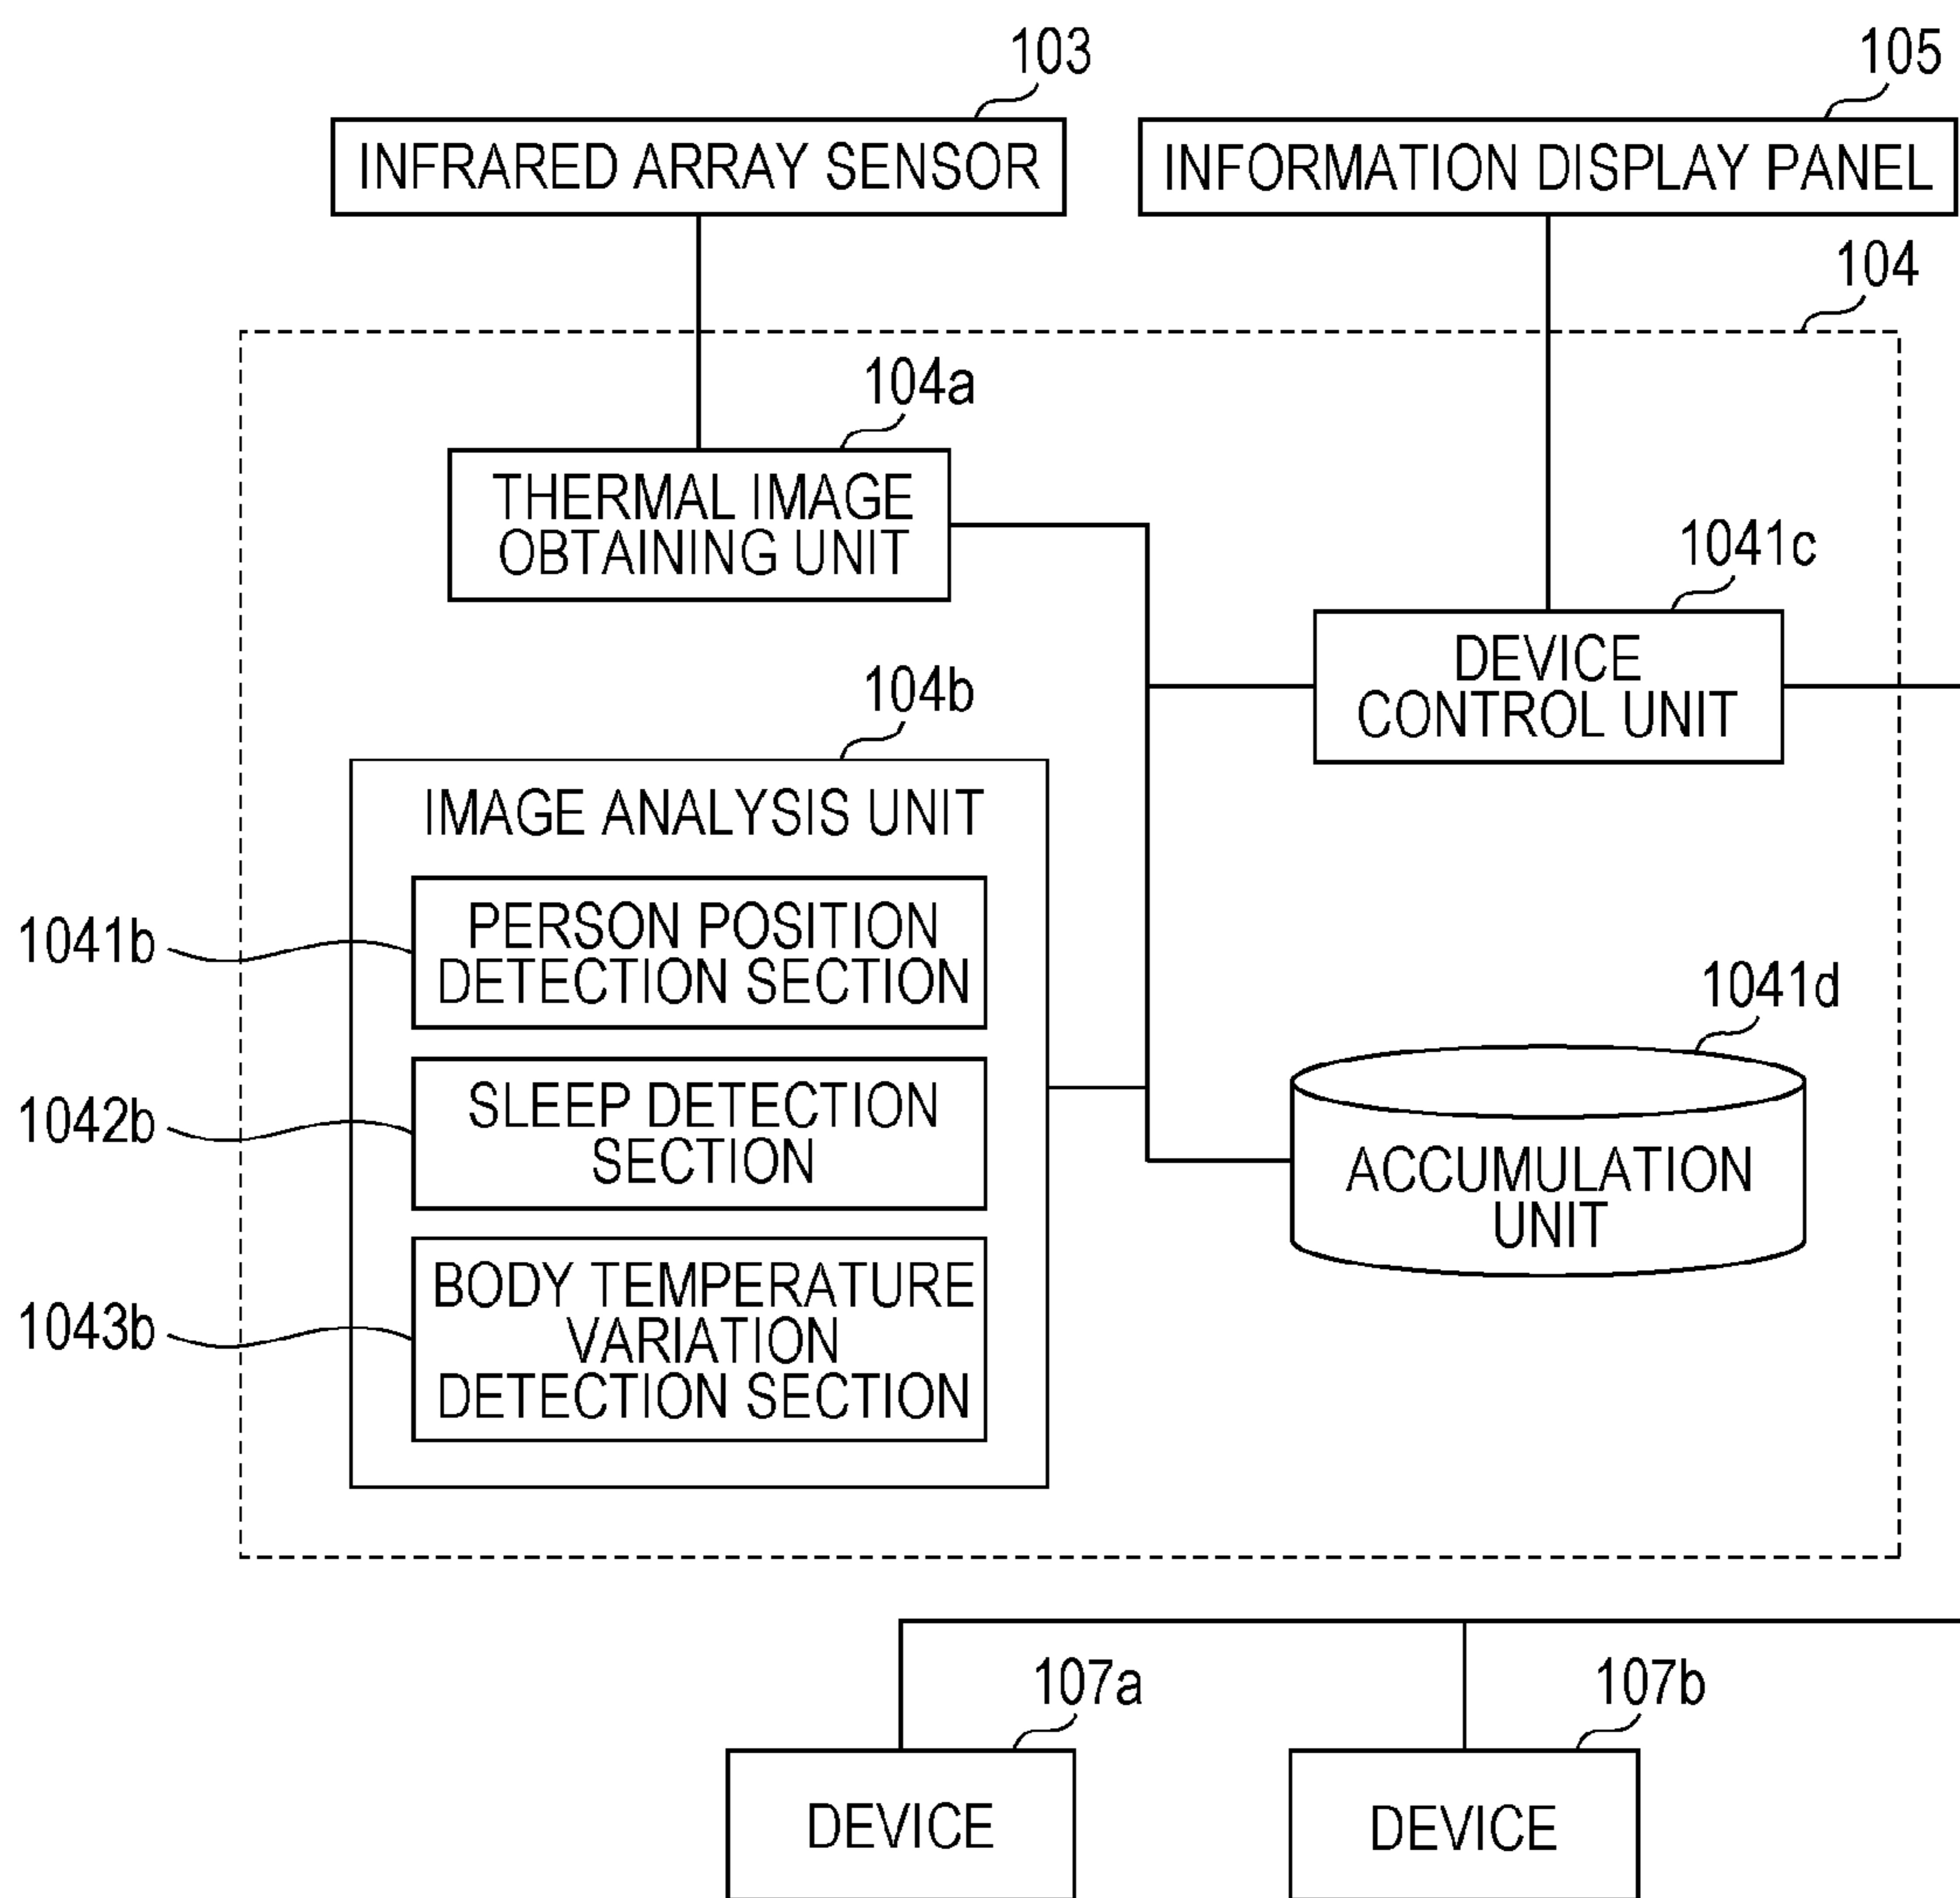 103
105
INFRARED ARRAY SENSOR
INFORMATION DISPLAY PANEL
104
104a
THERMAL IMAGE
OBTAINING UNIT
1041c
DEVICE
CONTROL UNIT
104b
IMAGE ANALYSIS UNIT
1041b
PERSON POSITION
DETECTION SECTION
1041d
1042b
SLEEP DETECTION
SECTION
ACCUMULATION
UNIT
1043b
BODY TEMPERATURE
VARIATION
DETECTION SECTION
107a
107b
DEVICE
DEVICE